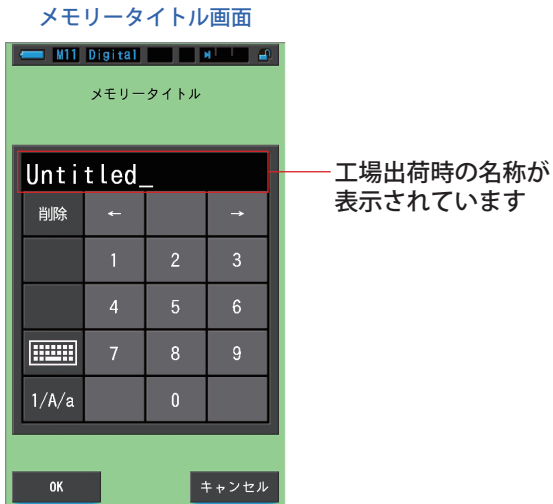 メモリータイトル画面
M11 Digital
メモリータイトル
Untitled_
工場出荷時の名称が
表示されています
削除 ← →
1 2 3
4 5 6
7 8 9
1/A/a 0
OK キャンセル